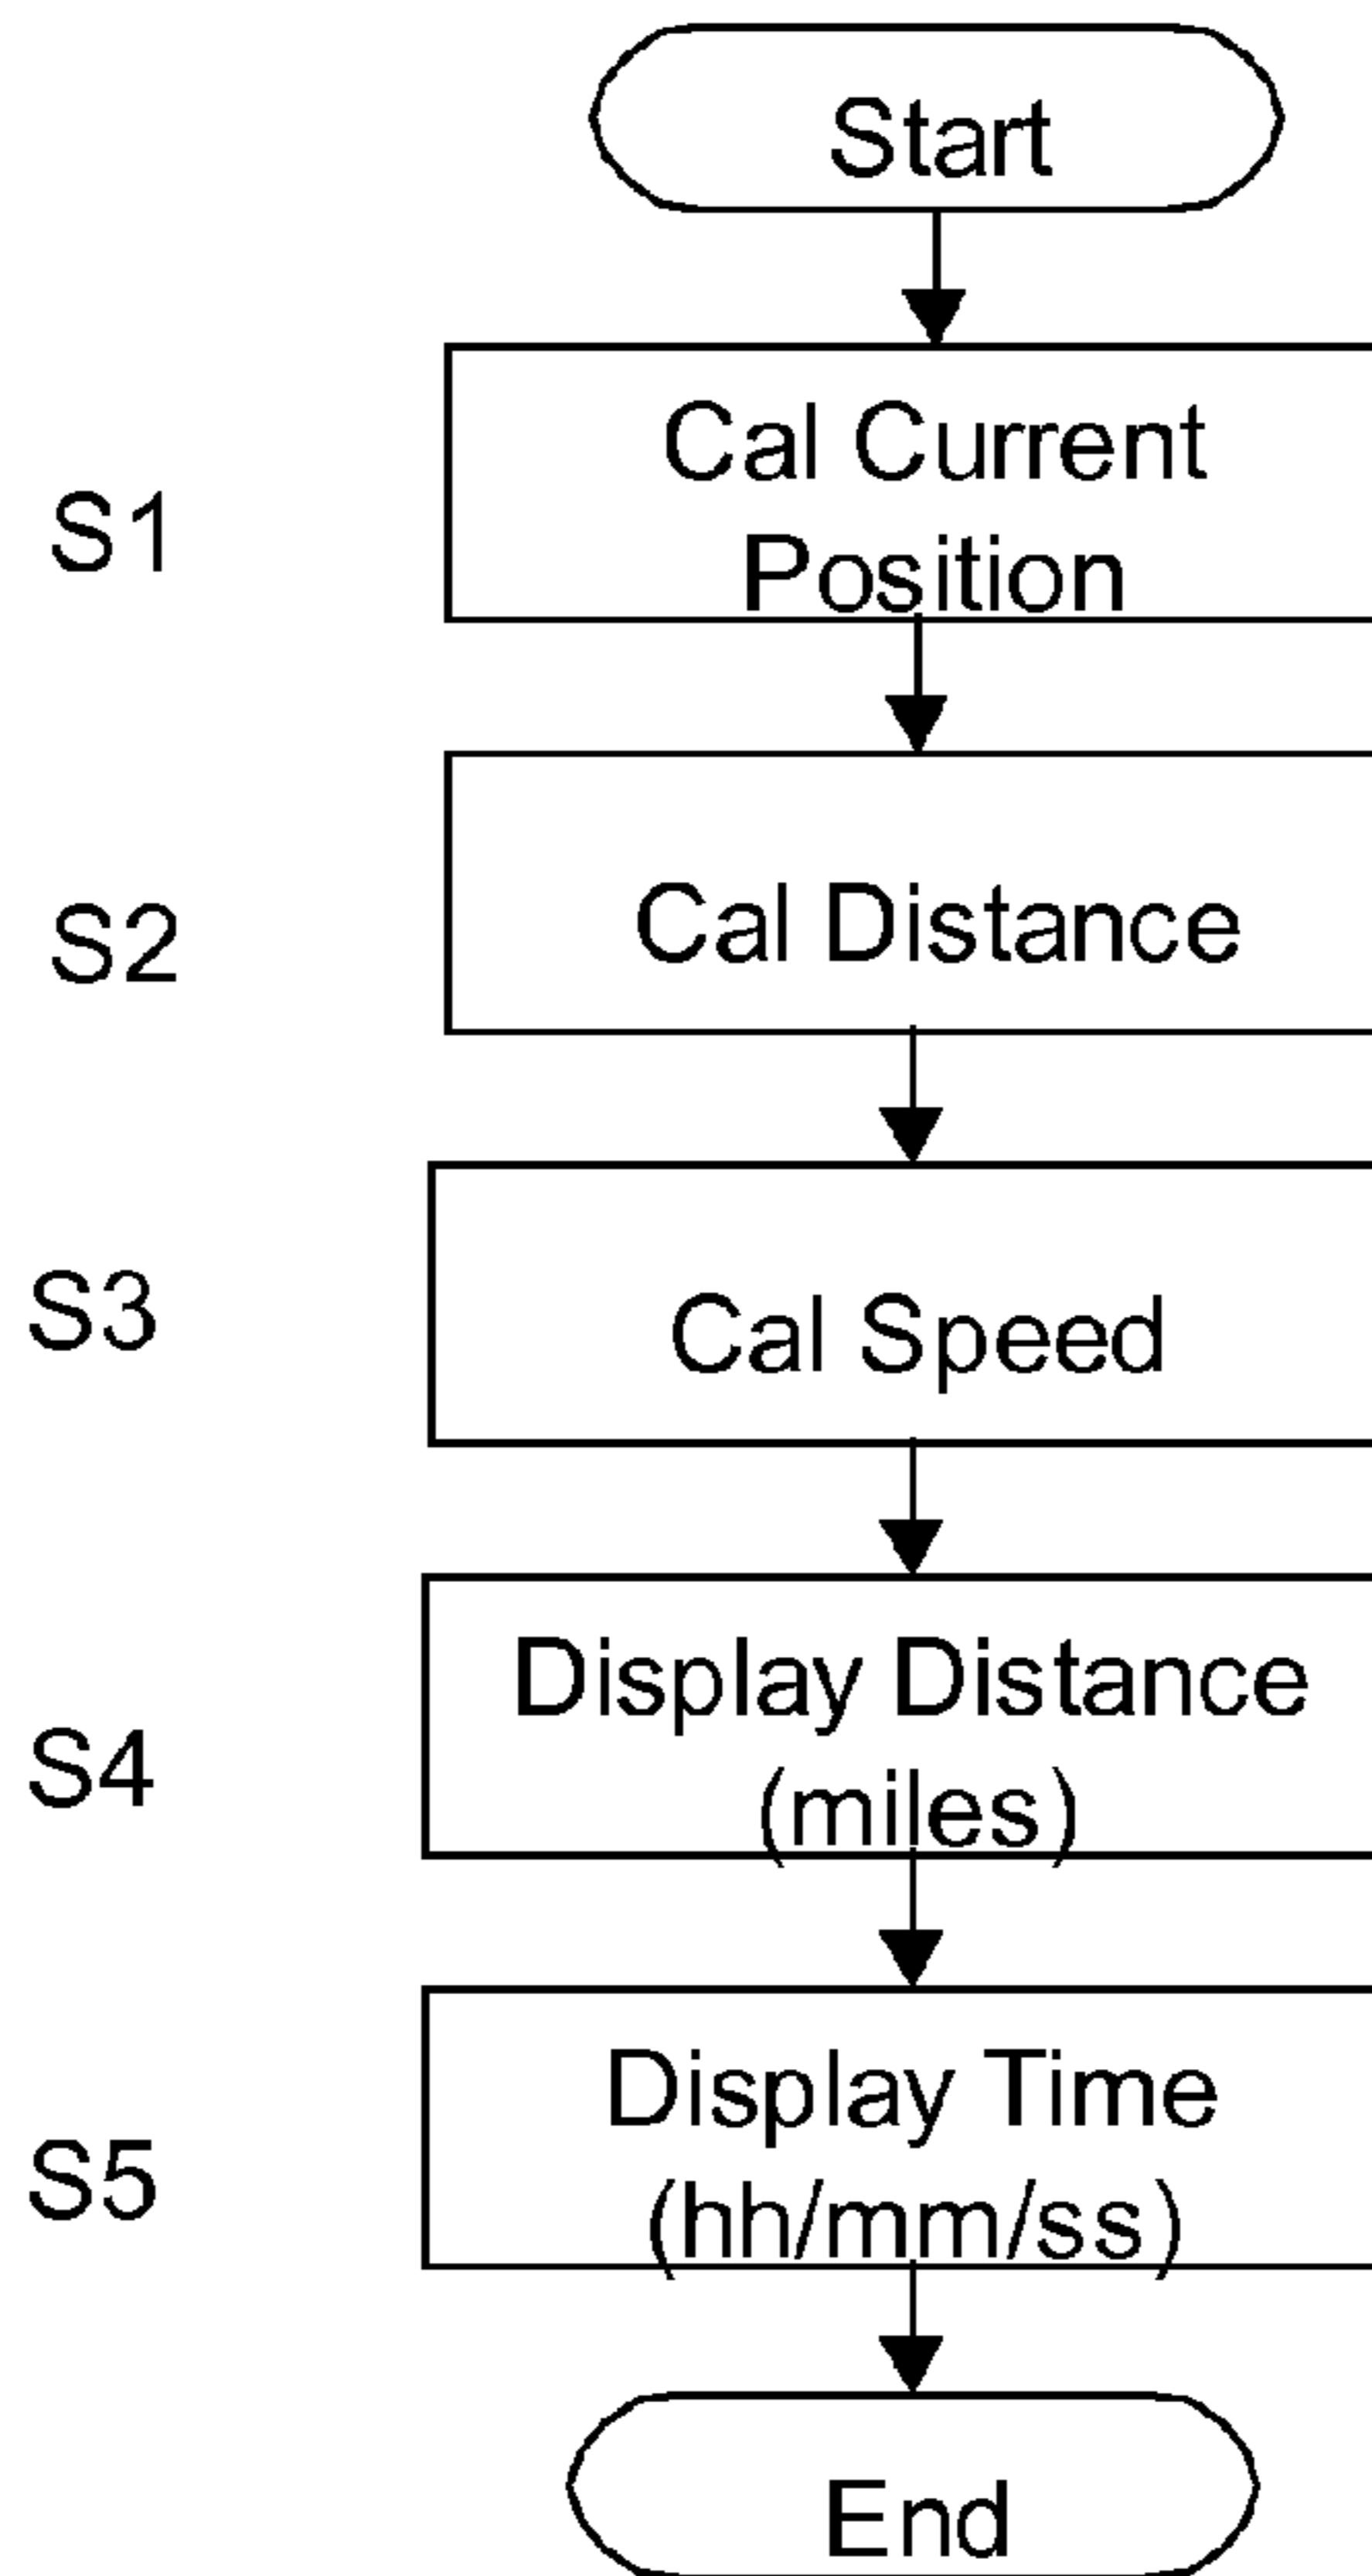 Start
S1
Cal Current
Position
S2
Cal Distance
S3
Cal Speed
S4
Display Distance
(miles)
S5
Display Time
(hh/mm/ss)
End